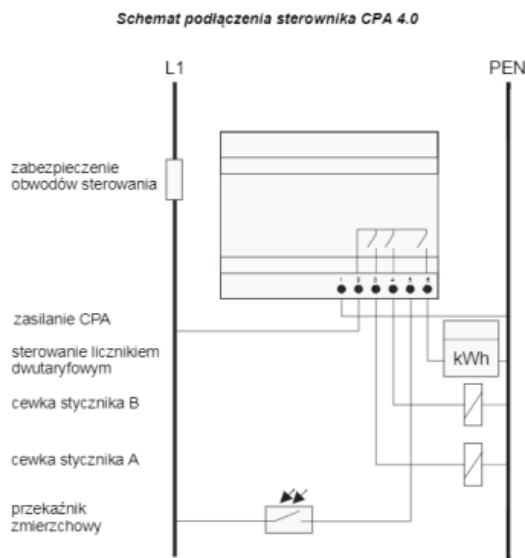 Schemat podłączenia sterownika CPA 4.0
L1
PEN
zabezpieczenie
obwodów sterowania
1 2 3 4 5 6
zasilanie CPA
sterowanie licznikiem
dwutaryfowym
kWh
cewka stycznika B
cewka stycznika A
przekaźnik
zmierzchowy